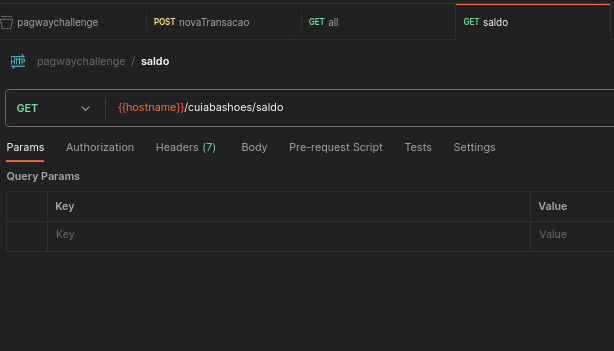 pagwaychallenge POST novaTransacao GET all GET saldo
HTTP pagwaychallenge / saldo
GET {{hostname}}/cuiabashoes/saldo
Params Authorization Headers (7) Body Pre-request Script Tests Settings
Query Params
Key Value
Key Value